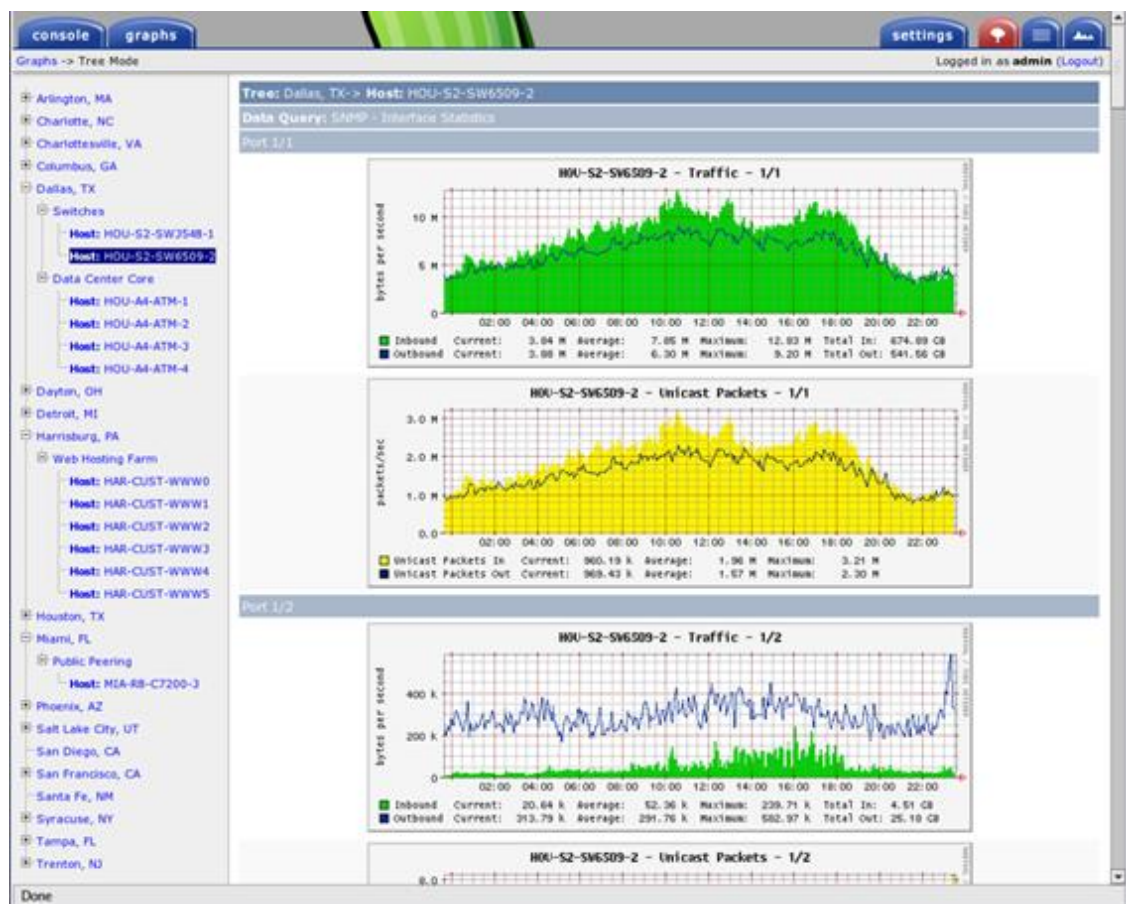 console graphs settings
Graphs -> Tree Mode Logged in as admin (Logout)
Arlington, MA
Charlotte, NC
Charlottesville, VA
Columbus, GA
Dallas, TX
Switches
Host: HOU-S2-SW3548-1
Host: HOU-S2-SW6509-2
Data Center Core
Host: HOU-A4-ATM-1
Host: HOU-A4-ATM-2
Host: HOU-A4-ATM-3
Host: HOU-A4-ATM-4
Dayton, OH
Detroit, MI
Harrisburg, PA
Web Hosting Farm
Host: HAR-CUST-WWW0
Host: HAR-CUST-WWW1
Host: HAR-CUST-WWW2
Host: HAR-CUST-WWW3
Host: HAR-CUST-WWW4
Host: HAR-CUST-WWW5
Houston, TX
Miami, FL
Public Peering
Host: MIA-R8-C7200-3
Phoenix, AZ
Salt Lake City, UT
San Diego, CA
San Francisco, CA
Santa Fe, NM
Syracuse, NY
Tampa, FL
Trenton, NJ
Tree: Dallas, TX-> Host: HOU-S2-SW6509-2
Data Query: SNMP - Interface Statistics
Port 1/1
HOU-S2-SW6509-2 - Traffic - 1/1
bytes per second
10 M
5 M
0
02:00 04:00 06:00 08:00 10:00 12:00 14:00 16:00 18:00 20:00 22:00
Inbound Current: 3.84 M Average: 7.85 M Maximum: 12.83 M Total In: 674.89 GB
Outbound Current: 3.88 M Average: 6.30 M Maximum: 9.20 M Total Out: 541.56 GB
HOU-S2-SW6509-2 - Unicast Packets - 1/1
packets/sec
3.0 M
2.0 M
1.0 M
0.0
02:00 04:00 06:00 08:00 10:00 12:00 14:00 16:00 18:00 20:00 22:00
Unicast Packets In Current: 960.19 k Average: 1.96 M Maximum: 3.21 M
Unicast Packets Out Current: 969.43 k Average: 1.57 M Maximum: 2.30 M
Port 1/2
HOU-S2-SW6509-2 - Traffic - 1/2
bytes per second
400 k
200 k
0
02:00 04:00 06:00 08:00 10:00 12:00 14:00 16:00 18:00 20:00 22:00
Inbound Current: 20.64 k Average: 52.36 k Maximum: 239.71 k Total In: 4.51 GB
Outbound Current: 313.79 k Average: 291.76 k Maximum: 582.97 k Total Out: 25.10 GB
HOU-S2-SW6509-2 - Unicast Packets - 1/2
8.0
Done